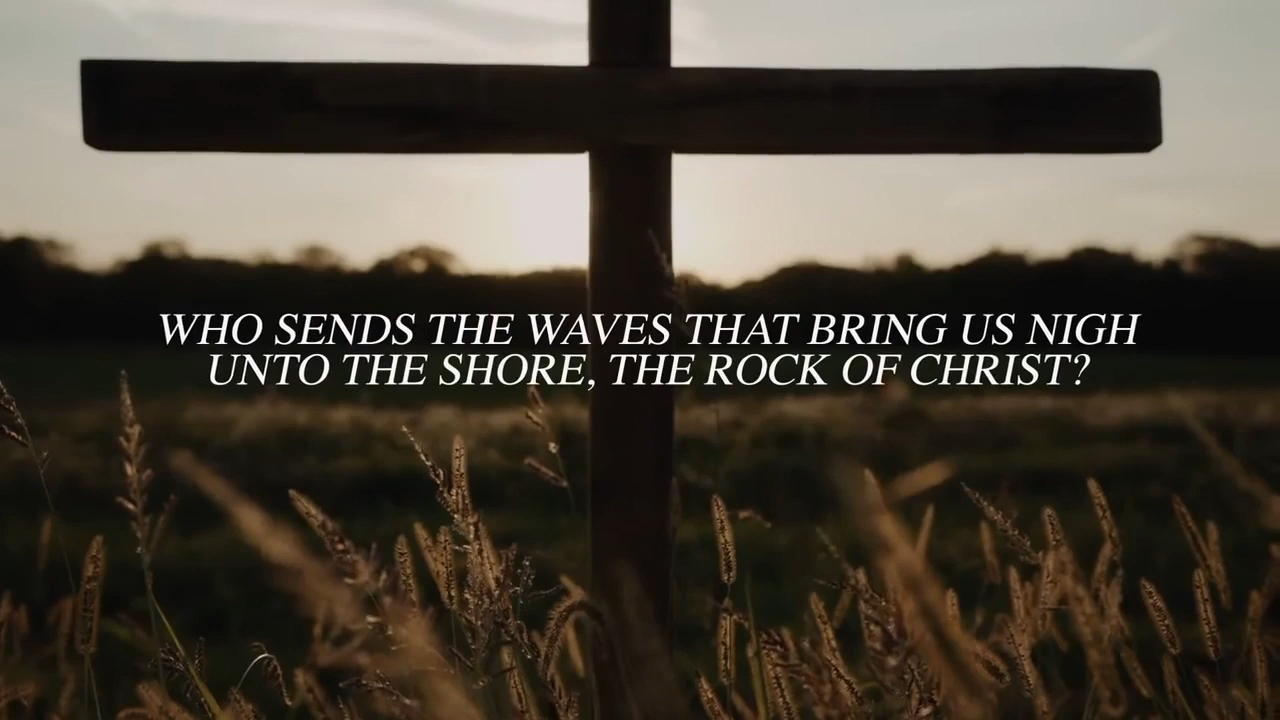 WHO SENDS THE WAVES THAT BRING US NIGH
UNTO THE SHORE, THE ROCK OF CHRIST?